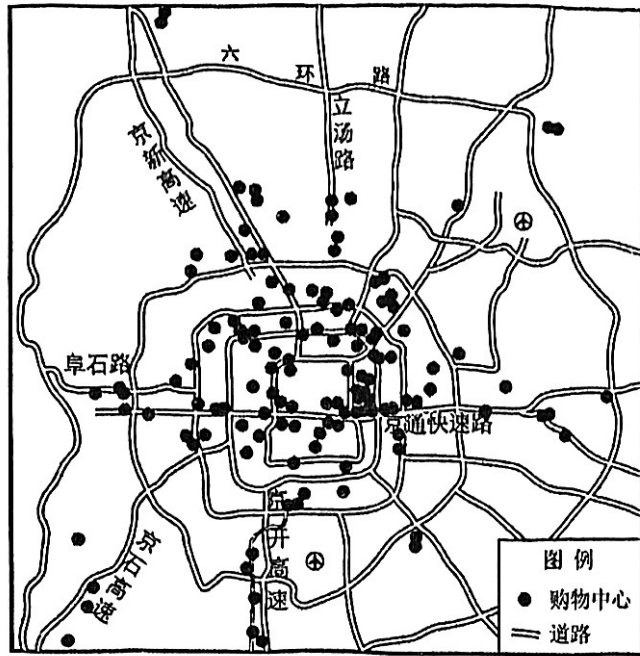 六环路
立汤路
京新高速
阜石路
京通快速路
京开高速
京石高速
图例
购物中心
道路